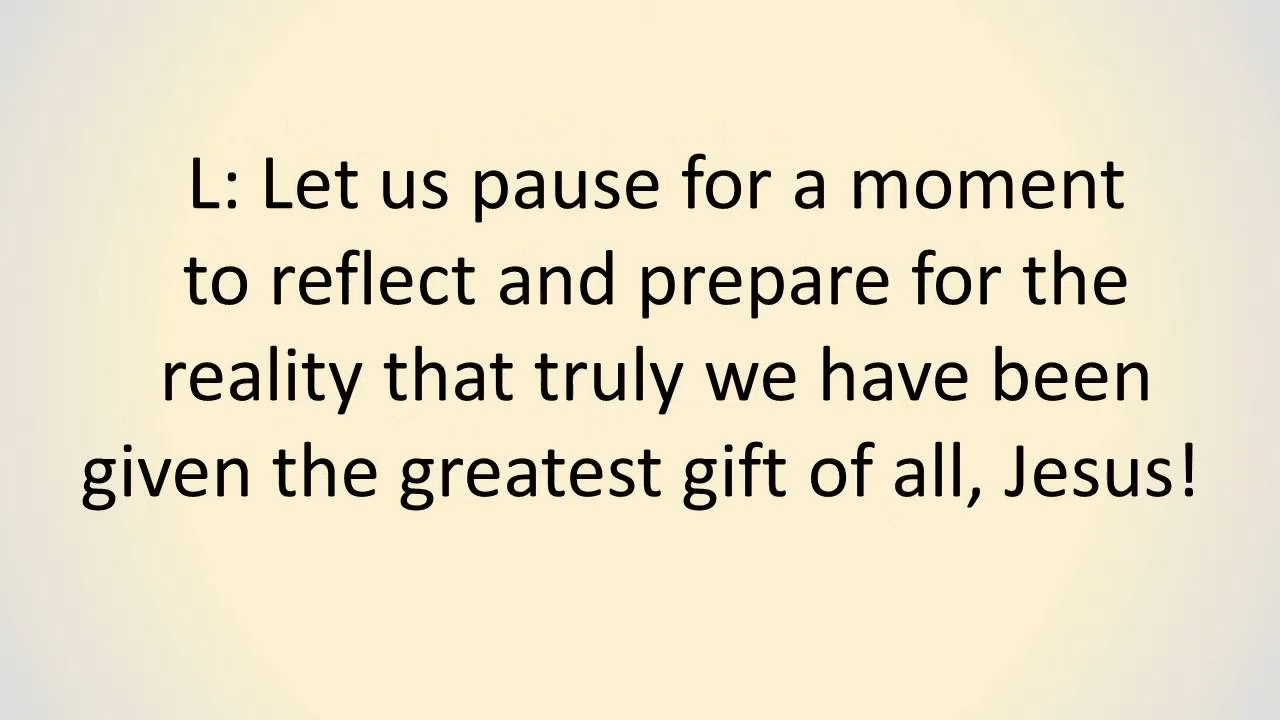 L: Let us pause for a moment
to reflect and prepare for the
reality that truly we have been
given the greatest gift of all, Jesus!